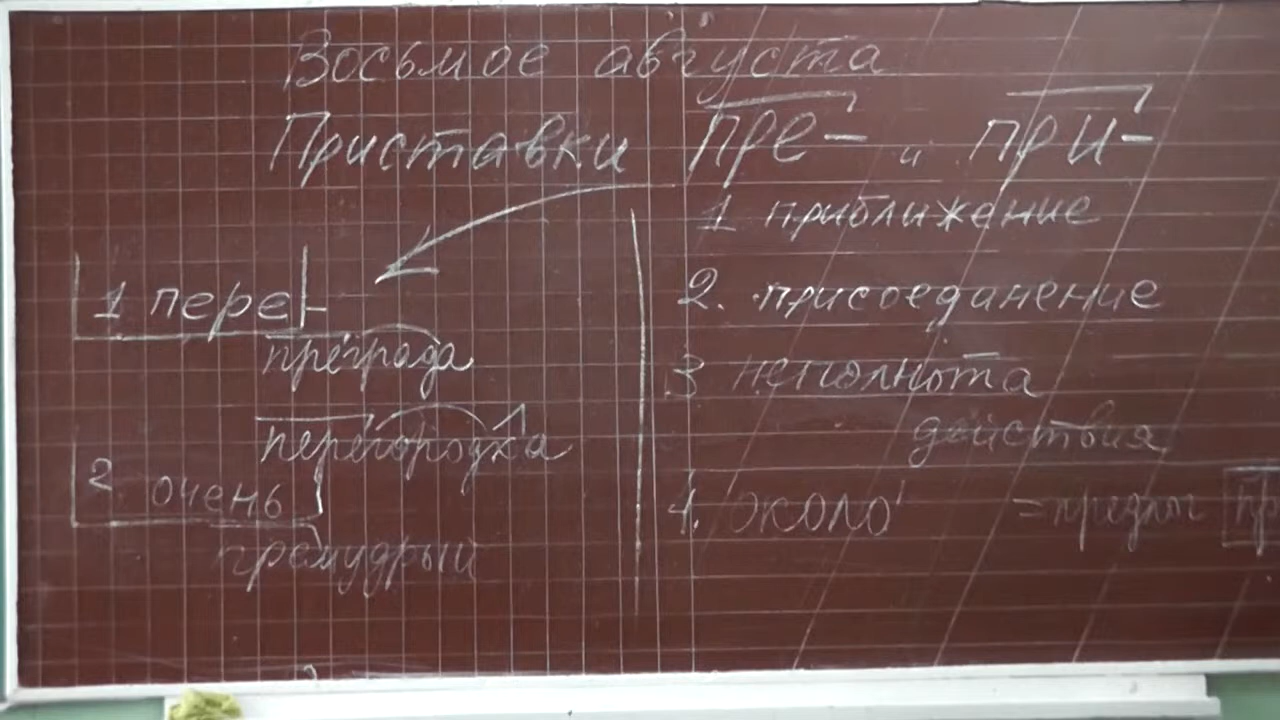 Восьмое августа
Приставки пре- и при-
1 пере-
преграда
перегородка
2 очень
премудрый
1 приближение
2. присоединение
3 неполнота
действия
4. около = предлог